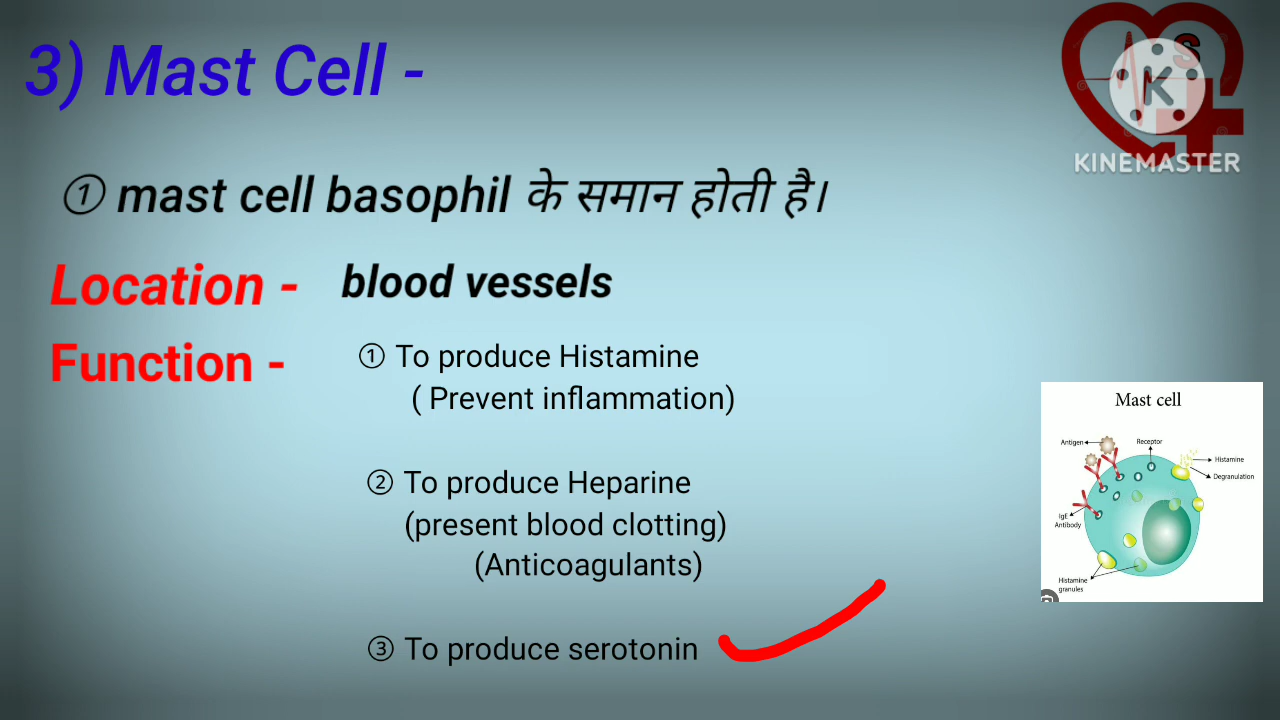 3) Mast Cell -
S
K
KINEMASTER
① mast cell basophil के समान होती है।
Location - blood vessels
Function - ① To produce Histamine
( Prevent inflammation)
② To produce Heparine
(present blood clotting)
(Anticoagulants)
③ To produce serotonin
Mast cell
Antigen
Receptor
Histamine
Degranulation
IgE
Antibody
Histamine
granules